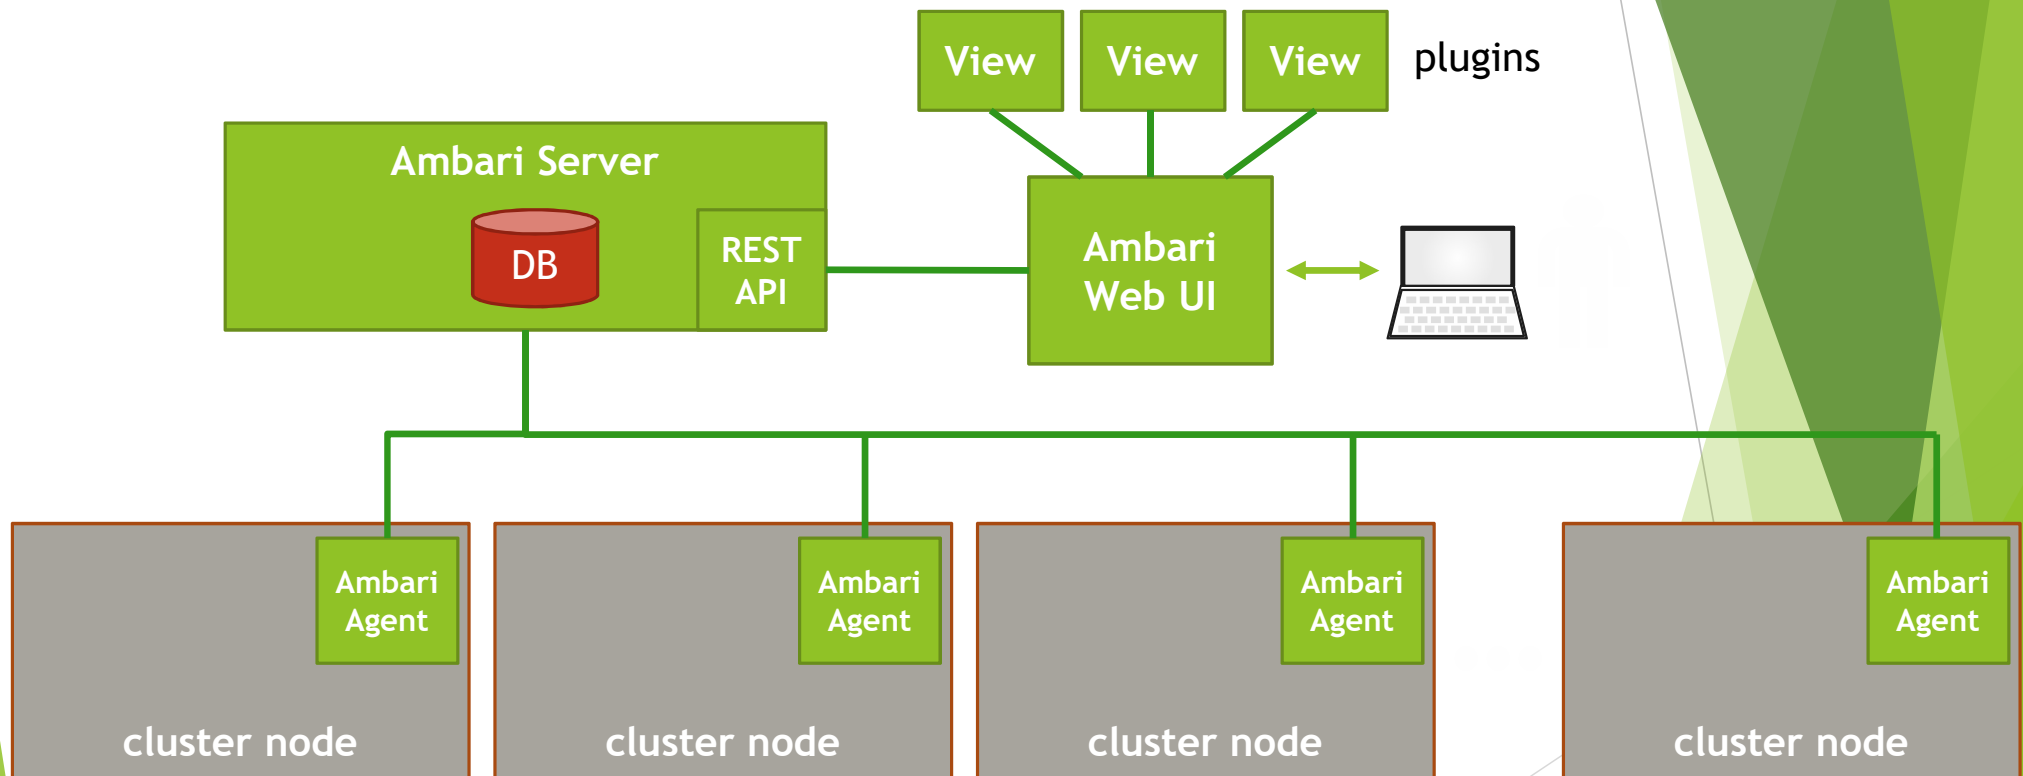 View
View
View
plugins
Ambari Server
DB
REST
API
Ambari
Web UI
Ambari
Agent
Ambari
Agent
Ambari
Agent
Ambari
Agent
cluster node
cluster node
cluster node
cluster node